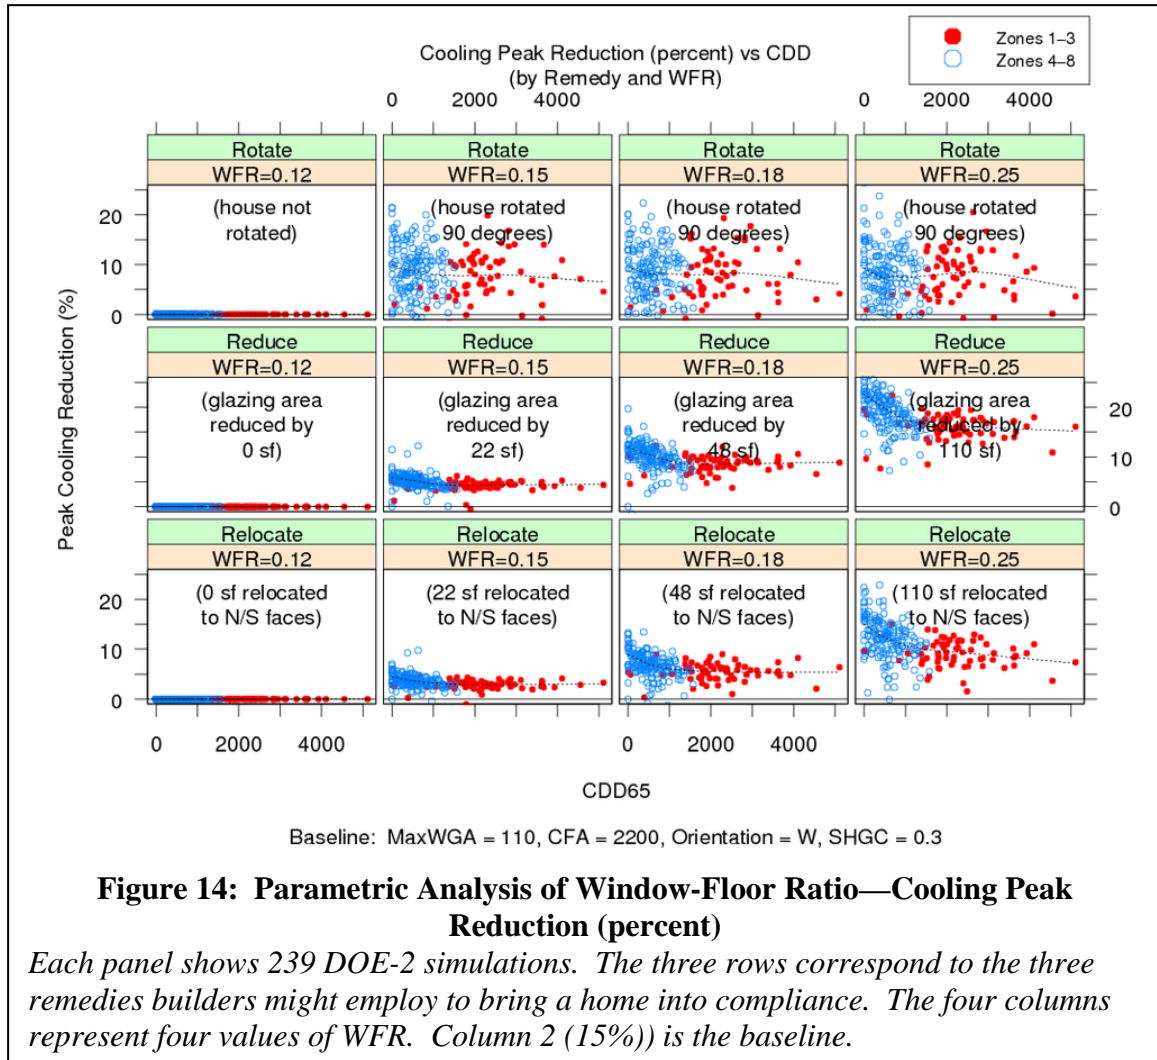 Zones 1–3
Zones 4–8
Cooling Peak Reduction (percent) vs CDD
(by Remedy and WFR)
0 2000 4000 0 2000 4000
Rotate Rotate Rotate Rotate
WFR=0.12 WFR=0.15 WFR=0.18 WFR=0.25
(house not (house rotated (house rotated (house rotated
rotated) 90 degrees) 90 degrees) 90 degrees)
20
10
0
Reduce Reduce Reduce Reduce
WFR=0.12 WFR=0.15 WFR=0.18 WFR=0.25
(glazing area (glazing area (glazing area (glazing area
reduced by reduced by reduced by reduced by
0 sf) 22 sf) 48 sf) 110 sf)
20
10
0
Relocate Relocate Relocate Relocate
WFR=0.12 WFR=0.15 WFR=0.18 WFR=0.25
(0 sf relocated (22 sf relocated (48 sf relocated (110 sf relocated
to N/S faces) to N/S faces) to N/S faces) to N/S faces)
20
10
0
Peak Cooling Reduction (%)
0 2000 4000 0 2000 4000
CDD65
Baseline: MaxWGA = 110, CFA = 2200, Orientation = W, SHGC = 0.3
Figure 14: Parametric Analysis of Window-Floor Ratio—Cooling Peak
Reduction (percent)
Each panel shows 239 DOE-2 simulations. The three rows correspond to the three
remedies builders might employ to bring a home into compliance. The four columns
represent four values of WFR. Column 2 (15%)) is the baseline.